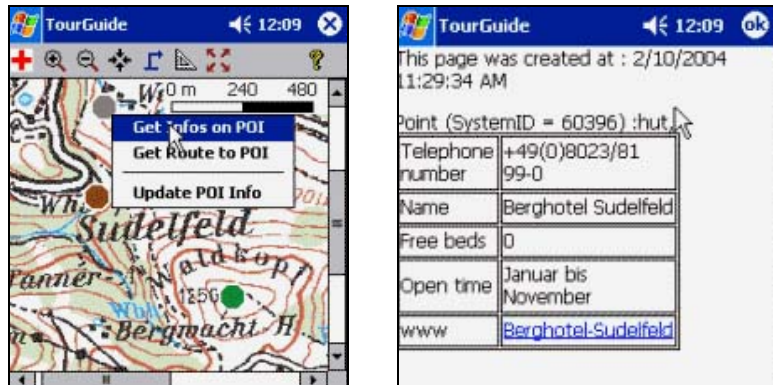 TourGuide 12:09
0 m 240 480
Get Infos on POI
Get Route to POI
Update POI Info
Sudelfeld
Waldkopf
1256
Bergmacht H
TourGuide 12:09 ok
This page was created at : 2/10/2004
11:29:34 AM
Point (SystemID = 60396) :hut
Telephone number +49(0)8023/81
99-0
Name Berghotel Sudelfeld
Free beds 0
Open time Januar bis
November
www Berghotel-Sudelfeld